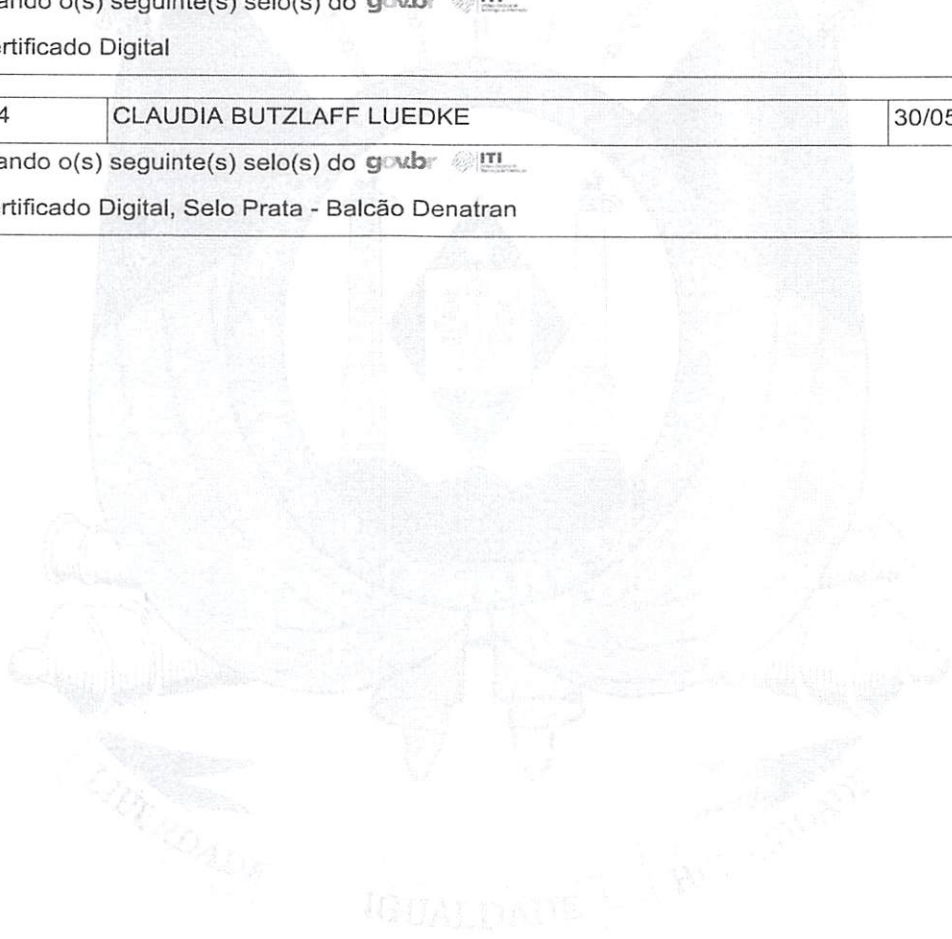 ando o(s) seguinte(s) selo(s) do gov.br ITI
rtificado Digital
4 CLAUDIA BUTZLAFF LUEDKE 30/05
ando o(s) seguinte(s) selo(s) do gov.br ITI
rtificado Digital, Selo Prata - Balcão Denatran
IGUALDADE